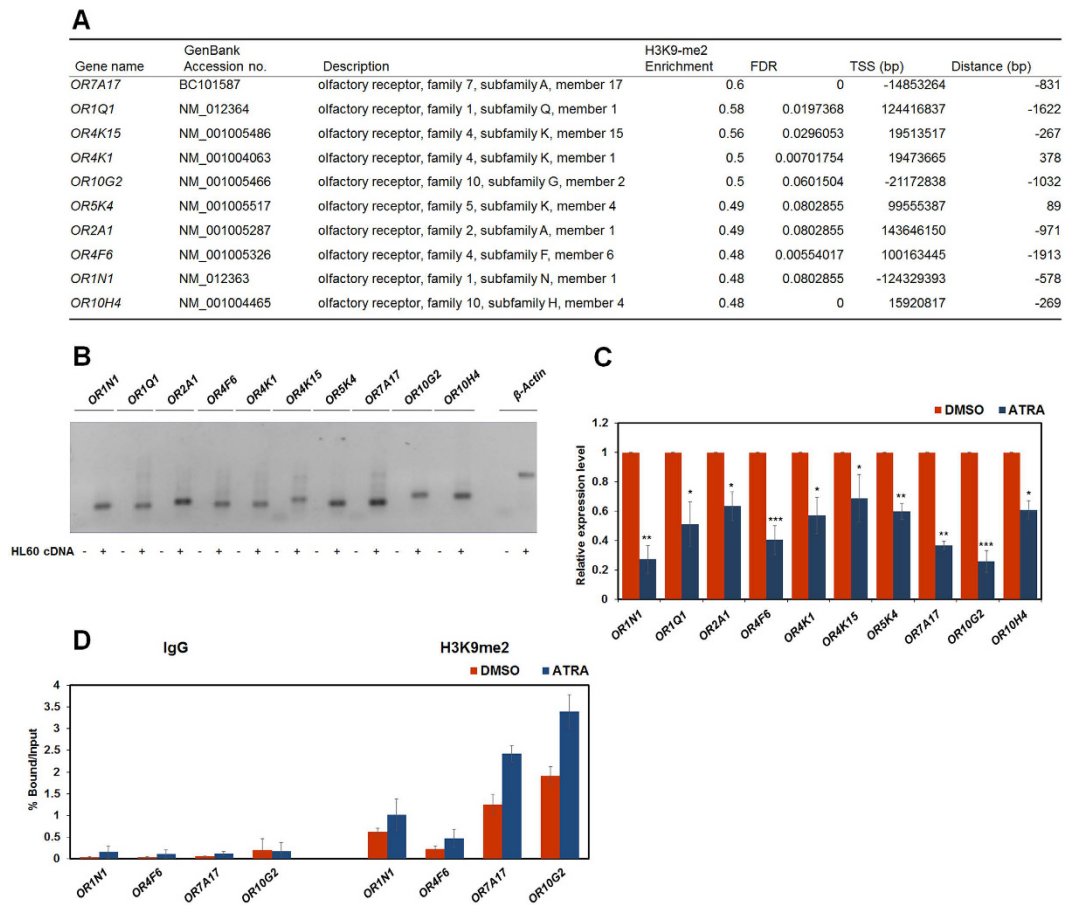 A
GenBank H3K9-me2
Gene name Accession no. Description Enrichment FDR TSS (bp) Distance (bp)
OR7A17 BC101587 olfactory receptor, family 7, subfamily A, member 17 0.6 0 -14853264 -831
OR1Q1 NM_012364 olfactory receptor, family 1, subfamily Q, member 1 0.58 0.0197368 124416837 -1622
OR4K15 NM_001005486 olfactory receptor, family 4, subfamily K, member 15 0.56 0.0296053 19513517 -267
OR4K1 NM_001004063 olfactory receptor, family 4, subfamily K, member 1 0.5 0.00701754 19473665 378
OR10G2 NM_001005466 olfactory receptor, family 10, subfamily G, member 2 0.5 0.0601504 -21172838 -1032
OR5K4 NM_001005517 olfactory receptor, family 5, subfamily K, member 4 0.49 0.0802855 99555387 89
OR2A1 NM_001005287 olfactory receptor, family 2, subfamily A, member 1 0.49 0.0802855 143646150 -971
OR4F6 NM_001005326 olfactory receptor, family 4, subfamily F, member 6 0.48 0.00554017 100163445 -1913
OR1N1 NM_012363 olfactory receptor, family 1, subfamily N, member 1 0.48 0.0802855 -124329393 -578
OR10H4 NM_001004465 olfactory receptor, family 10, subfamily H, member 4 0.48 0 15920817 -269
B
OR1N1 OR1Q1 OR2A1 OR4F6 OR4K1 OR4K15 OR5K4 OR7A17 OR10G2 OR10H4 β-Actin
HL60 cDNA - + - + - + - + - + - + - + - + - + - + - +
C
DMSO ATRA
Relative expression level
1.2
1
0.8
0.6
0.4
0.2
0
** * * *** * * ** ** *** *
OR1N1 OR1Q1 OR2A1 OR4F6 OR4K1 OR4K15 OR5K4 OR7A17 OR10G2 OR10H4
D
IgG H3K9me2
DMSO ATRA
% Bound/Input
4
3.5
3
2.5
2
1.5
1
0.5
0
OR1N1 OR4F6 OR7A17 OR10G2 OR1N1 OR4F6 OR7A17 OR10G2